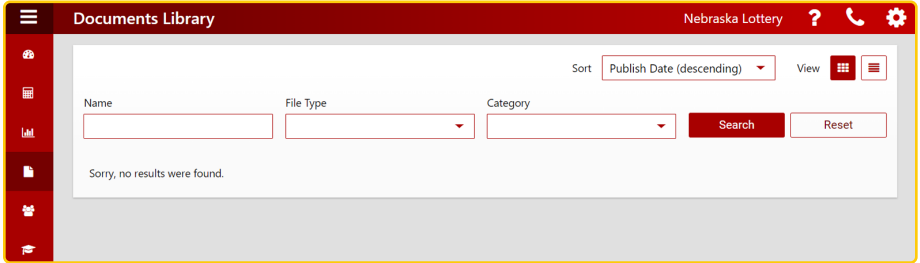 Documents Library
Nebraska Lottery ?
Sort Publish Date (descending) View
Name File Type Category
Search Reset
Sorry, no results were found.